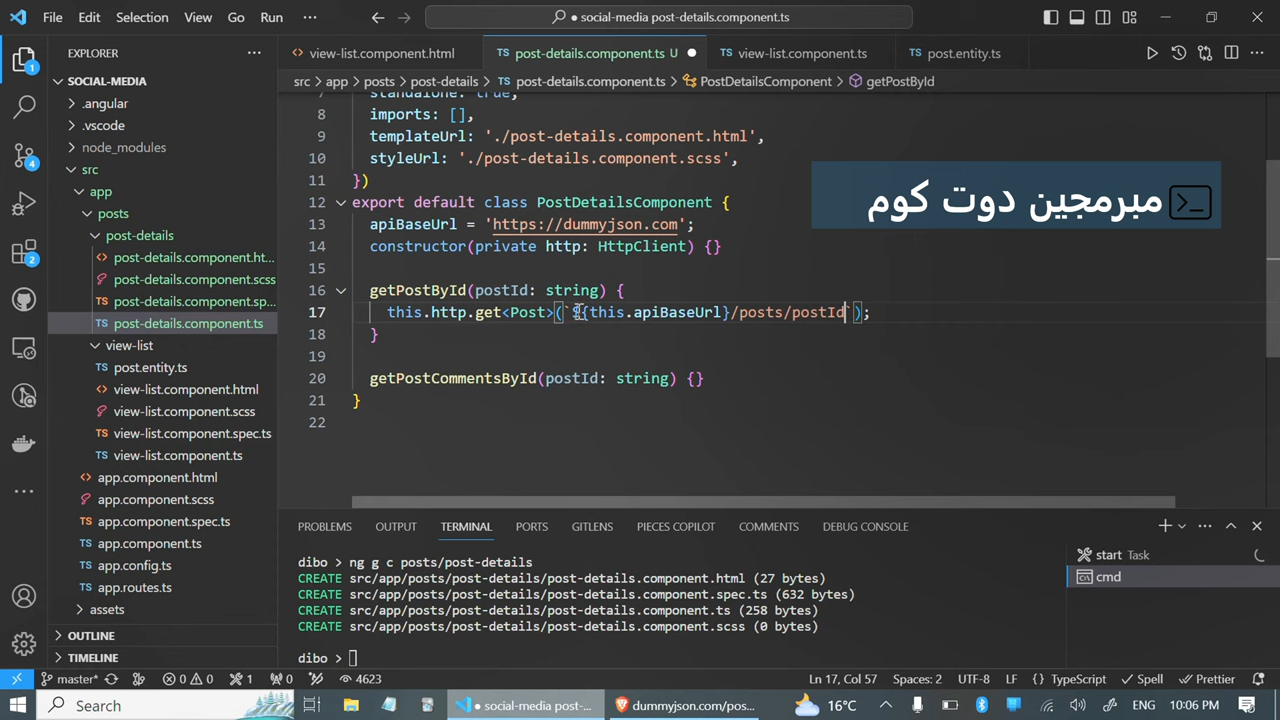 File Edit Selection View Go Run ··· social-media post-details.component.ts
EXPLORER
view-list.component.html
TS post-details.component.ts U
TS view-list.component.ts
TS post.entity.ts
src > app > posts > post-details > TS post-details.component.ts > PostDetailsComponent > getPostById
SOCIAL-MEDIA
.angular
.vscode
node_modules
src
app
posts
post-details
post-details.component.ht...
post-details.component.scss
TS post-details.component.sp...
TS post-details.component.ts
view-list
TS post.entity.ts
view-list.component.html
view-list.component.scss
TS view-list.component.spec.ts
TS view-list.component.ts
app.component.html
app.component.scss
TS app.component.spec.ts
TS app.component.ts
TS app.config.ts
TS app.routes.ts
assets
OUTLINE
TIMELINE
1
4
2
8 imports: [],
9 templateUrl: './post-details.component.html',
10 styleUrl: './post-details.component.scss',
11 })
12 export default class PostDetailsComponent {
13 apiBaseUrl = 'https://dummyjson.com';
14 constructor(private http: HttpClient) {}
15
16 getPostById(postId: string) {
17 this.http.get<Post>(`${this.apiBaseUrl}/posts/postId`);
18 }
19
20 getPostCommentsById(postId: string) {}
21 }
22
مبرمجين دوت كوم
PROBLEMS OUTPUT TERMINAL PORTS GITLENS PIECES COPILOT COMMENTS DEBUG CONSOLE
dibo > ng g c posts/post-details
CREATE src/app/posts/post-details/post-details.component.html (27 bytes)
CREATE src/app/posts/post-details/post-details.component.spec.ts (632 bytes)
CREATE src/app/posts/post-details/post-details.component.ts (258 bytes)
CREATE src/app/posts/post-details/post-details.component.scss (0 bytes)
dibo >
start Task
cmd
master* 0 0 1 0 4623 Ln 17, Col 57 Spaces: 2 UTF-8 LF {} TypeScript Spell Prettier
Search social-media post-... dummyjson.com/pos... 16°C ENG 10:06 PM